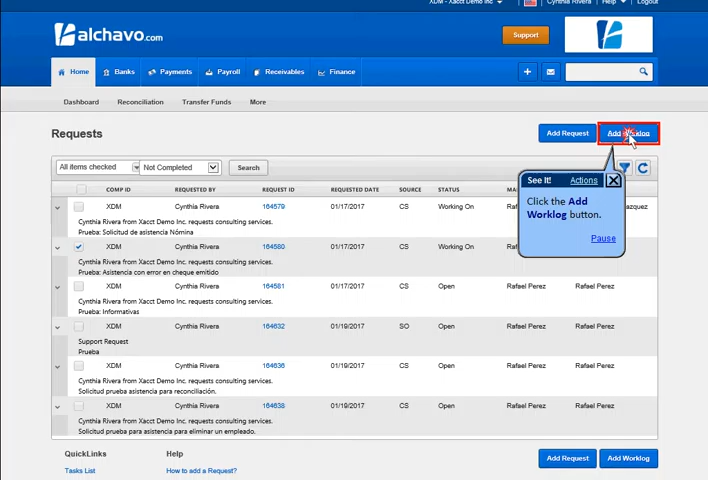 XDM - Xacct Demo Inc
Cynthia Rivera
Help
Logout
alchavo.com
Support
Home
Banks
Payments
Payroll
Receivables
Finance
Dashboard
Reconciliation
Transfer Funds
More
Requests
Add Request
Add Worklog
All items checked
Not Completed
Search
COMP ID REQUESTED BY REQUEST ID REQUESTED DATE SOURCE STATUS
XDM Cynthia Rivera 164579 01/17/2017 CS Working On
Cynthia Rivera from Xacct Demo Inc. requests consulting services.
Prueba: Solicitud de asistencia Nómina
XDM Cynthia Rivera 164580 01/17/2017 CS Working On
Cynthia Rivera from Xacct Demo Inc. requests consulting services.
Prueba: Asistencia con error en cheque emitido
XDM Cynthia Rivera 164581 01/17/2017 CS Open Rafael Perez Rafael Perez
Cynthia Rivera from Xacct Demo Inc. requests consulting services.
Prueba: Informativas
XDM Cynthia Rivera 164632 01/19/2017 SO Open Rafael Perez Rafael Perez
Support Request
Prueba
XDM Cynthia Rivera 164636 01/19/2017 CS Open Rafael Perez Rafael Perez
Cynthia Rivera from Xacct Demo Inc. requests consulting services.
Solicitud prueba asistencia para reconciliación.
XDM Cynthia Rivera 164638 01/19/2017 CS Open Rafael Perez Rafael Perez
Cynthia Rivera from Xacct Demo Inc. requests consulting services.
Solicitud prueba para asistencia para eliminar un empleado.
See It!
Actions
Click the Add
Worklog button.
Pause
QuickLinks
Help
Tasks List
How to add a Request?
Add Request
Add Worklog